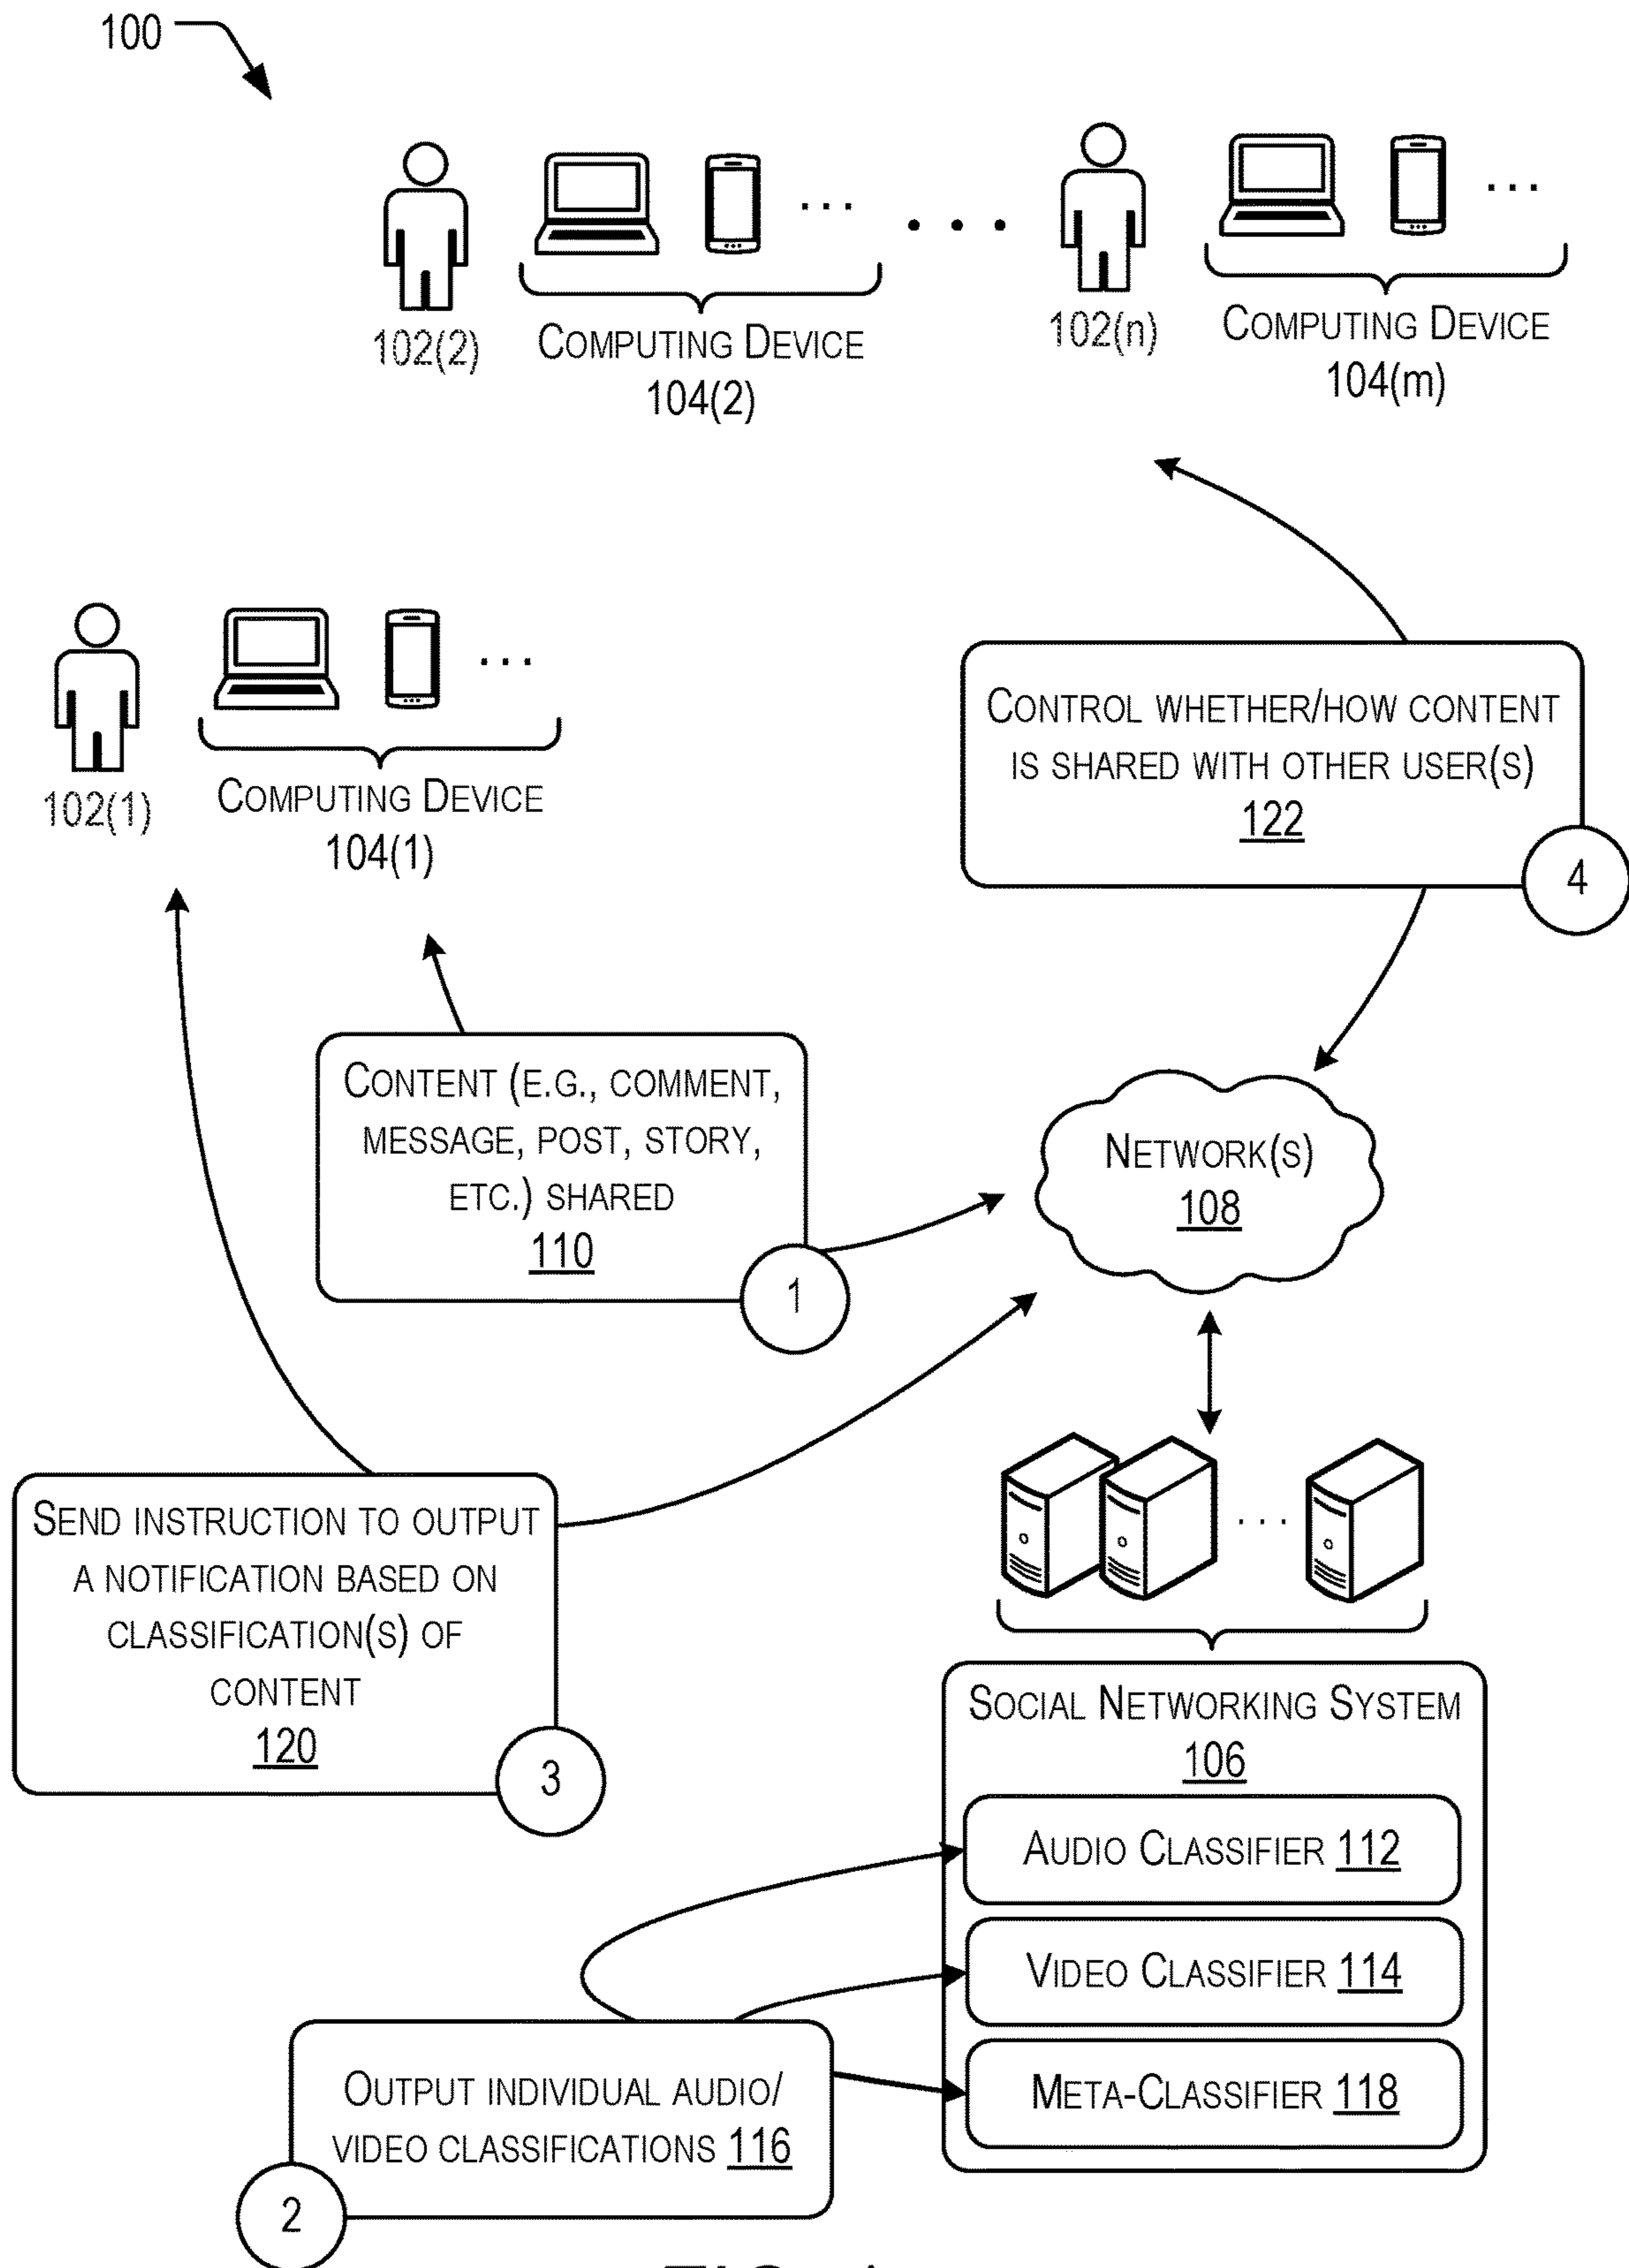 100
102(2)
COMPUTING DEVICE
104(2)
102(n)
COMPUTING DEVICE
104(m)
102(1)
COMPUTING DEVICE
104(1)
CONTROL WHETHER/HOW CONTENT
IS SHARED WITH OTHER USER(S)
122
4
CONTENT (E.G., COMMENT,
MESSAGE, POST, STORY,
ETC.) SHARED
110
1
NETWORK(S)
108
SEND INSTRUCTION TO OUTPUT
A NOTIFICATION BASED ON
CLASSIFICATION(S) OF
CONTENT
120
3
SOCIAL NETWORKING SYSTEM
106
AUDIO CLASSIFIER 112
VIDEO CLASSIFIER 114
META-CLASSIFIER 118
OUTPUT INDIVIDUAL AUDIO/
VIDEO CLASSIFICATIONS 116
2